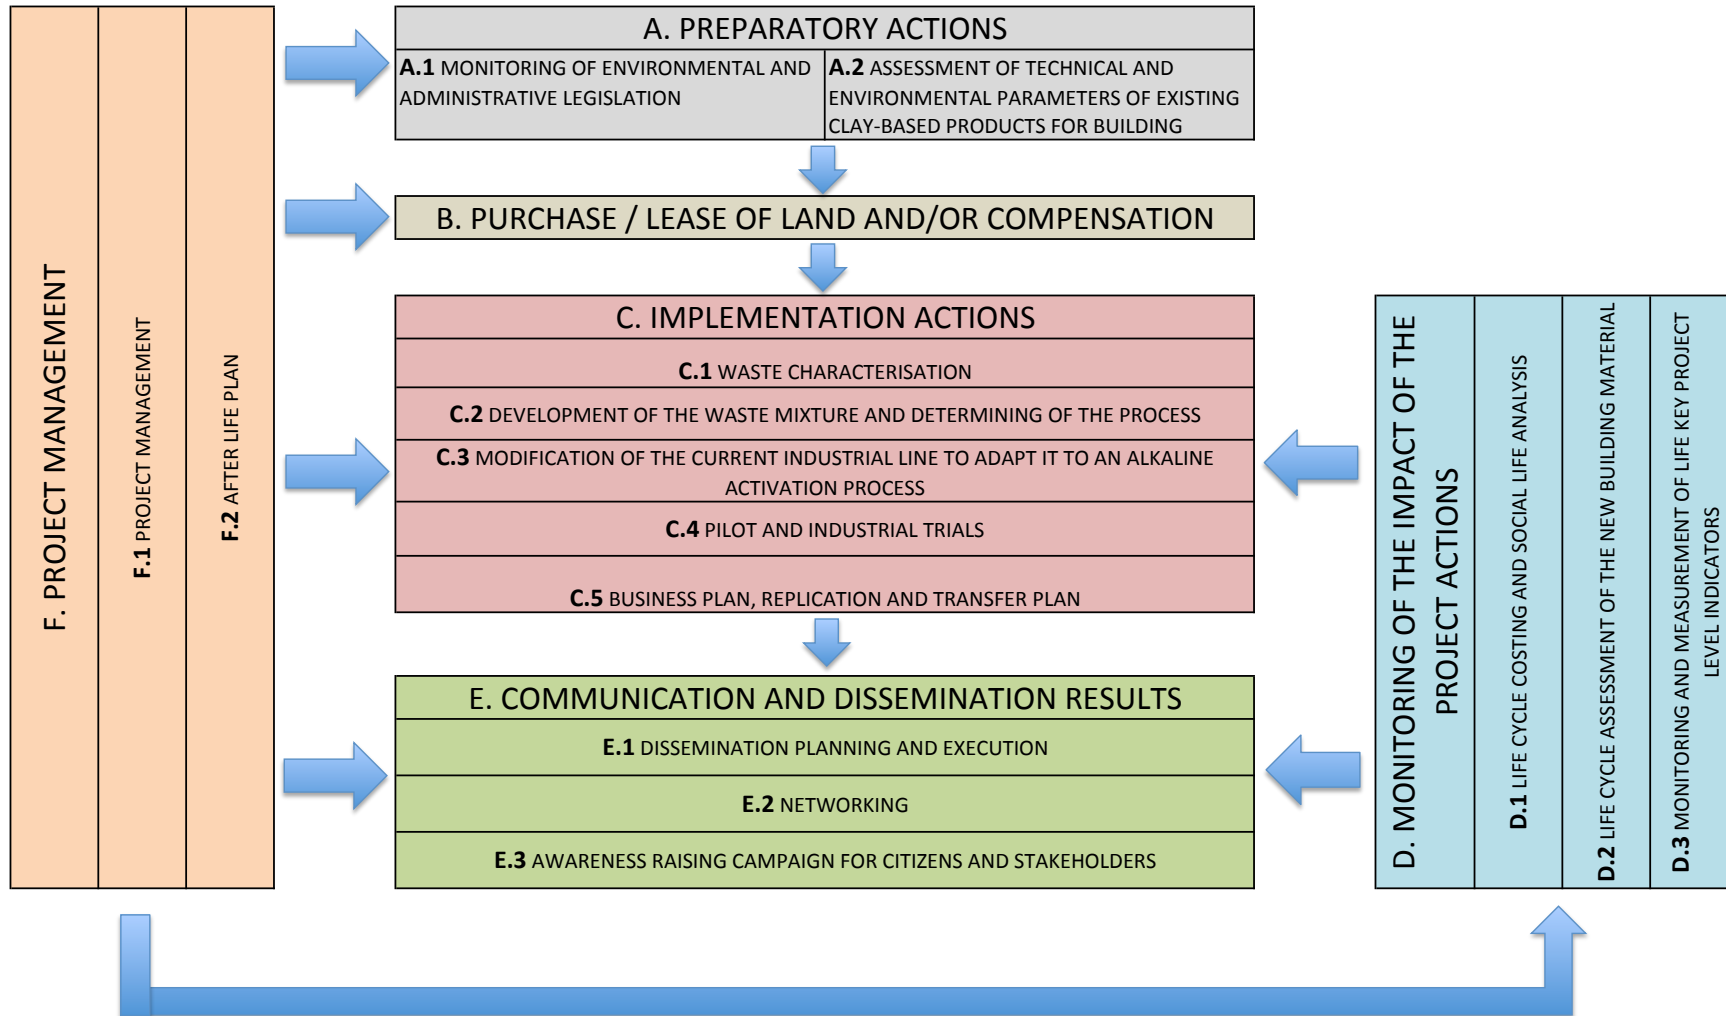 F. PROJECT MANAGEMENT
F.1 PROJECT MANAGEMENT
F.2 AFTER LIFE PLAN
A. PREPARATORY ACTIONS
A.1 MONITORING OF ENVIRONMENTAL AND
ADMINISTRATIVE LEGISLATION
A.2 ASSESSMENT OF TECHNICAL AND
ENVIRONMENTAL PARAMETERS OF EXISTING
CLAY-BASED PRODUCTS FOR BUILDING
B. PURCHASE / LEASE OF LAND AND/OR COMPENSATION
C. IMPLEMENTATION ACTIONS
C.1 WASTE CHARACTERISATION
C.2 DEVELOPMENT OF THE WASTE MIXTURE AND DETERMINING OF THE PROCESS
C.3 MODIFICATION OF THE CURRENT INDUSTRIAL LINE TO ADAPT IT TO AN ALKALINE
ACTIVATION PROCESS
C.4 PILOT AND INDUSTRIAL TRIALS
C.5 BUSINESS PLAN, REPLICATION AND TRANSFER PLAN
E. COMMUNICATION AND DISSEMINATION RESULTS
E.1 DISSEMINATION PLANNING AND EXECUTION
E.2 NETWORKING
E.3 AWARENESS RAISING CAMPAIGN FOR CITIZENS AND STAKEHOLDERS
D. MONITORING OF THE IMPACT OF THE
PROJECT ACTIONS
D.1 LIFE CYCLE COSTING AND SOCIAL LIFE ANALYSIS
D.2 LIFE CYCLE ASSESSMENT OF THE NEW BUILDING MATERIAL
D.3 MONITORING AND MEASUREMENT OF LIFE KEY PROJECT
LEVEL INDICATORS